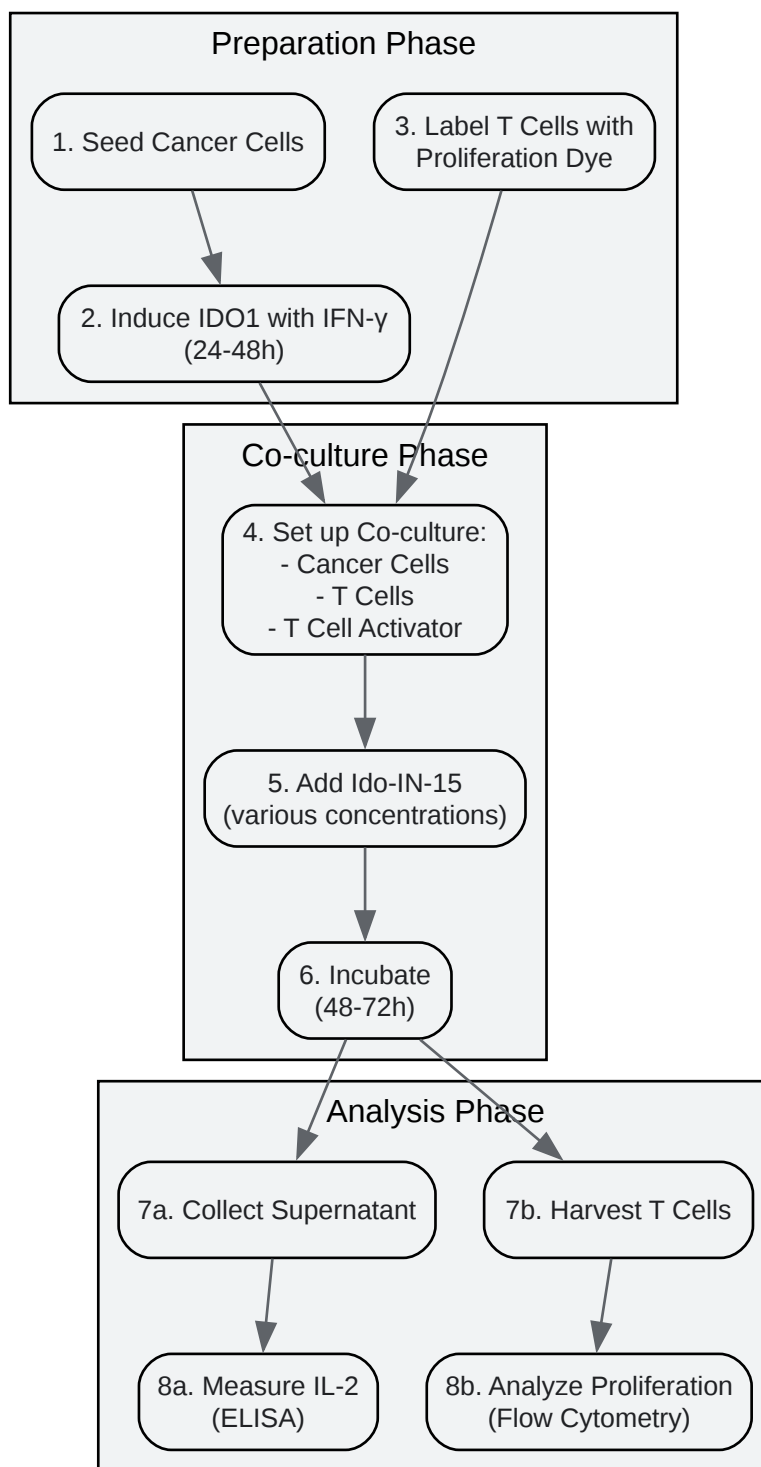 Preparation Phase
1. Seed Cancer Cells
3. Label T Cells with
Proliferation Dye
2. Induce IDO1 with IFN-γ
(24-48h)
Co-culture Phase
4. Set up Co-culture:
- Cancer Cells
- T Cells
- T Cell Activator
5. Add Ido-IN-15
(various concentrations)
6. Incubate
(48-72h)
Analysis Phase
7a. Collect Supernatant
7b. Harvest T Cells
8a. Measure IL-2
(ELISA)
8b. Analyze Proliferation
(Flow Cytometry)